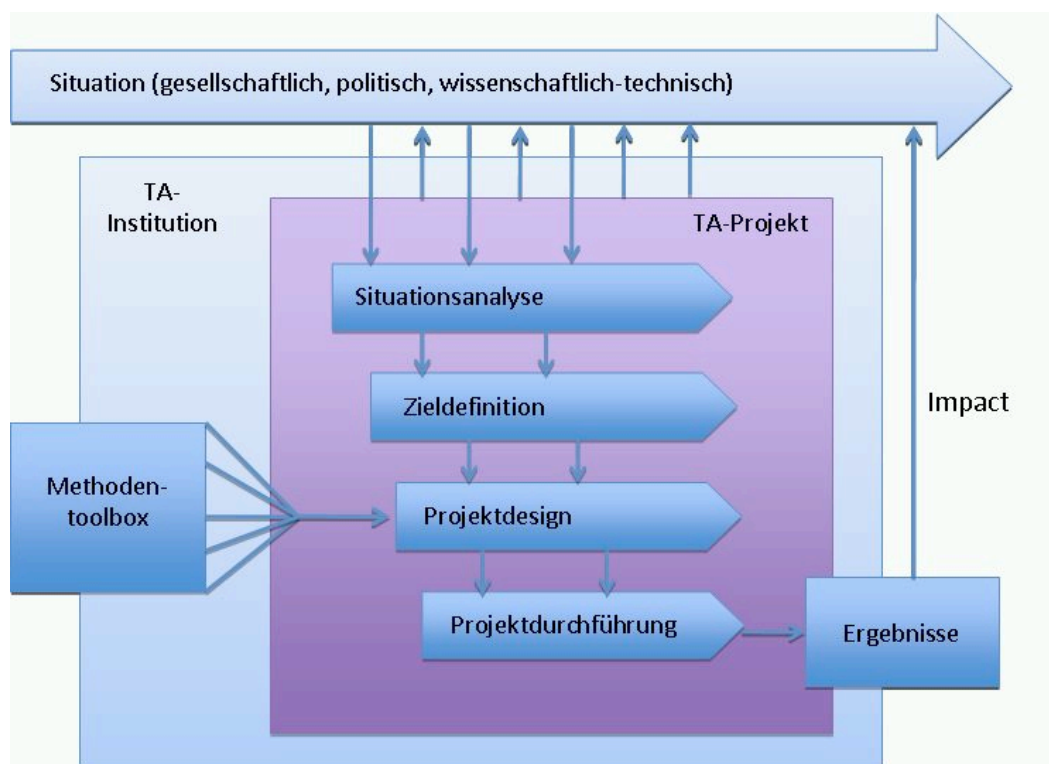 Situation (gesellschaftlich, politisch, wissenschaftlich-technisch)
TA-
Institution
TA-Projekt
Situationsanalyse
Zieldefinition
Impact
Methoden-
toolbox
Projektdesign
Projektdurchführung
Ergebnisse